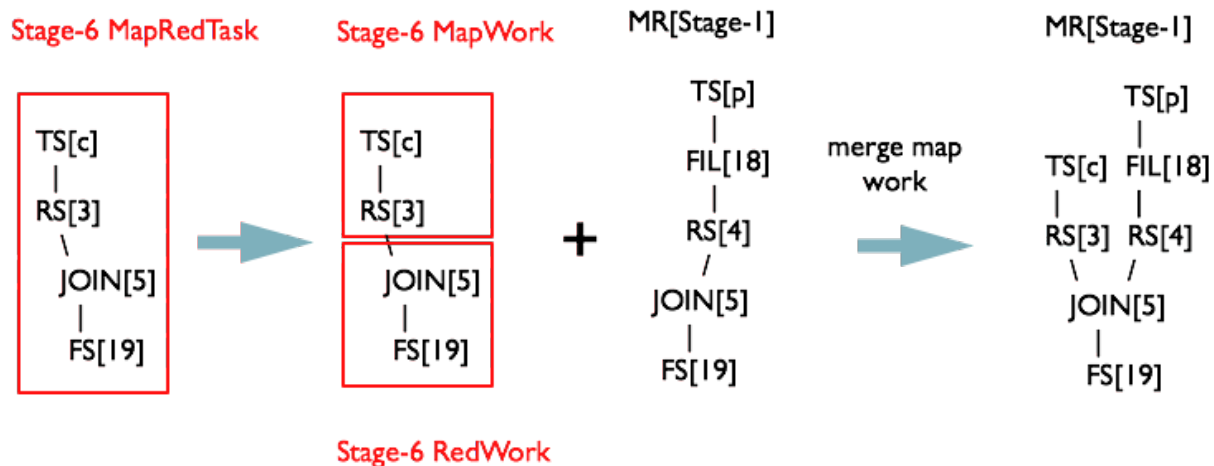 Stage-6 MapRedTask
TS[c]
RS[3]
JOIN[5]
FS[19]
Stage-6 MapWork
TS[c]
RS[3]
JOIN[5]
FS[19]
Stage-6 RedWork
+
MR[Stage-1]
TS[p]
FIL[18]
RS[4]
JOIN[5]
FS[19]
merge map
work
MR[Stage-1]
TS[p]
TS[c] FIL[18]
RS[3] RS[4]
JOIN[5]
FS[19]